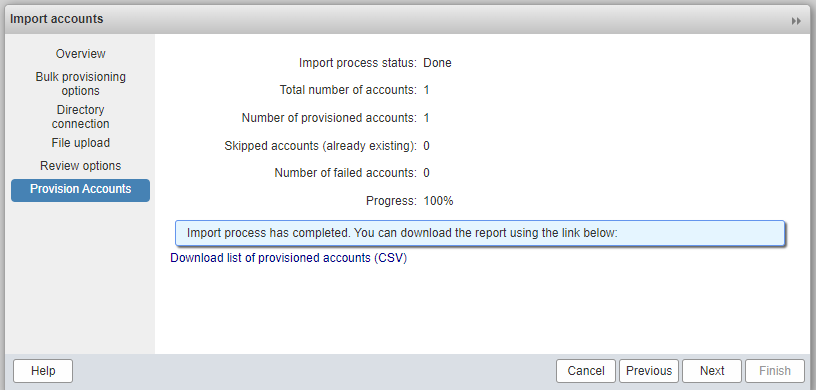 Import accounts
Overview
Bulk provisioning
options
Directory
connection
File upload
Review options
Provision Accounts
Import process status: Done
Total number of accounts: 1
Number of provisioned accounts: 1
Skipped accounts (already existing): 0
Number of failed accounts: 0
Progress: 100%
Import process has completed. You can download the report using the link below:
Download list of provisioned accounts (CSV)
Help
Cancel
Previous
Next
Finish